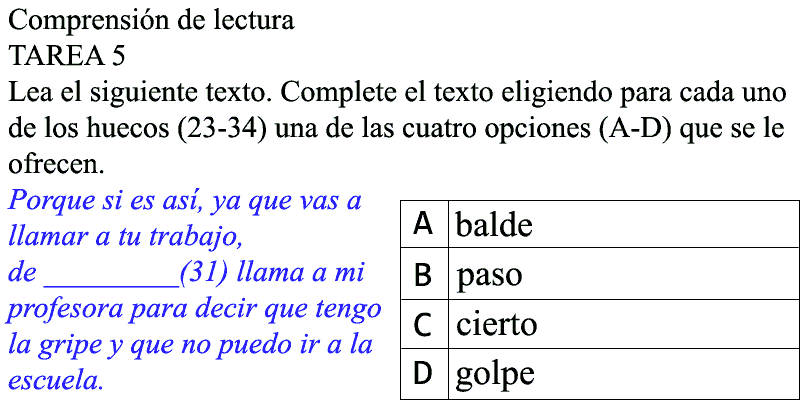 Comprensión de lectura
TAREA 5
Lea el siguiente texto. Complete el texto eligiendo para cada uno
de los huecos (23-34) una de las cuatro opciones (A-D) que se le
ofrecen.
Porque si es así, ya que vas a
llamar a tu trabajo,
de _________(31) llama a mi
profesora para decir que tengo
la gripe y que no puedo ir a la
escuela.
A balde
B paso
C cierto
D golpe